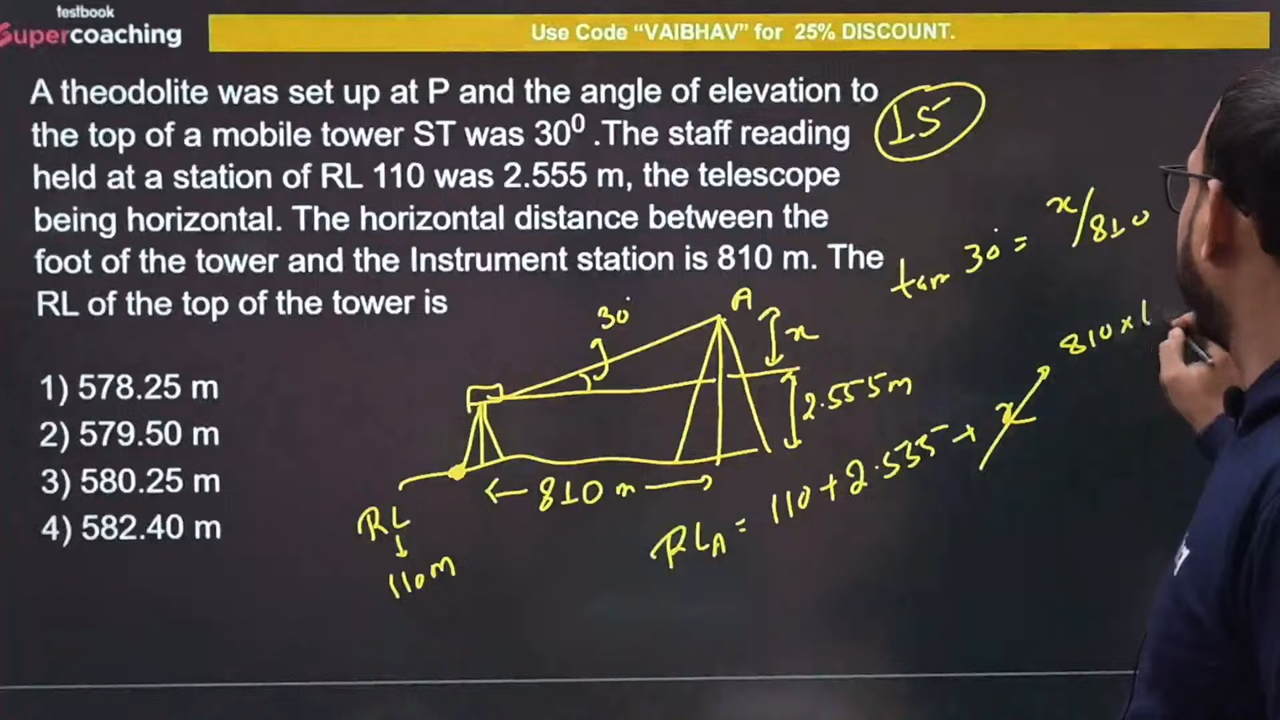 testbook
Supercoaching
Use Code “VAIBHAV” for 25% DISCOUNT.
A theodolite was set up at P and the angle of elevation to
the top of a mobile tower ST was 30⁰ .The staff reading
held at a station of RL 110 was 2.555 m, the telescope
being horizontal. The horizontal distance between the
foot of the tower and the Instrument station is 810 m. The
RL of the top of the tower is
15
tan 30° = x/810
1) 578.25 m
2) 579.50 m
3) 580.25 m
4) 582.40 m
30°
A
x
2.555m
810 m
RL
110m
RLA = 110+2.535+ x
810×1